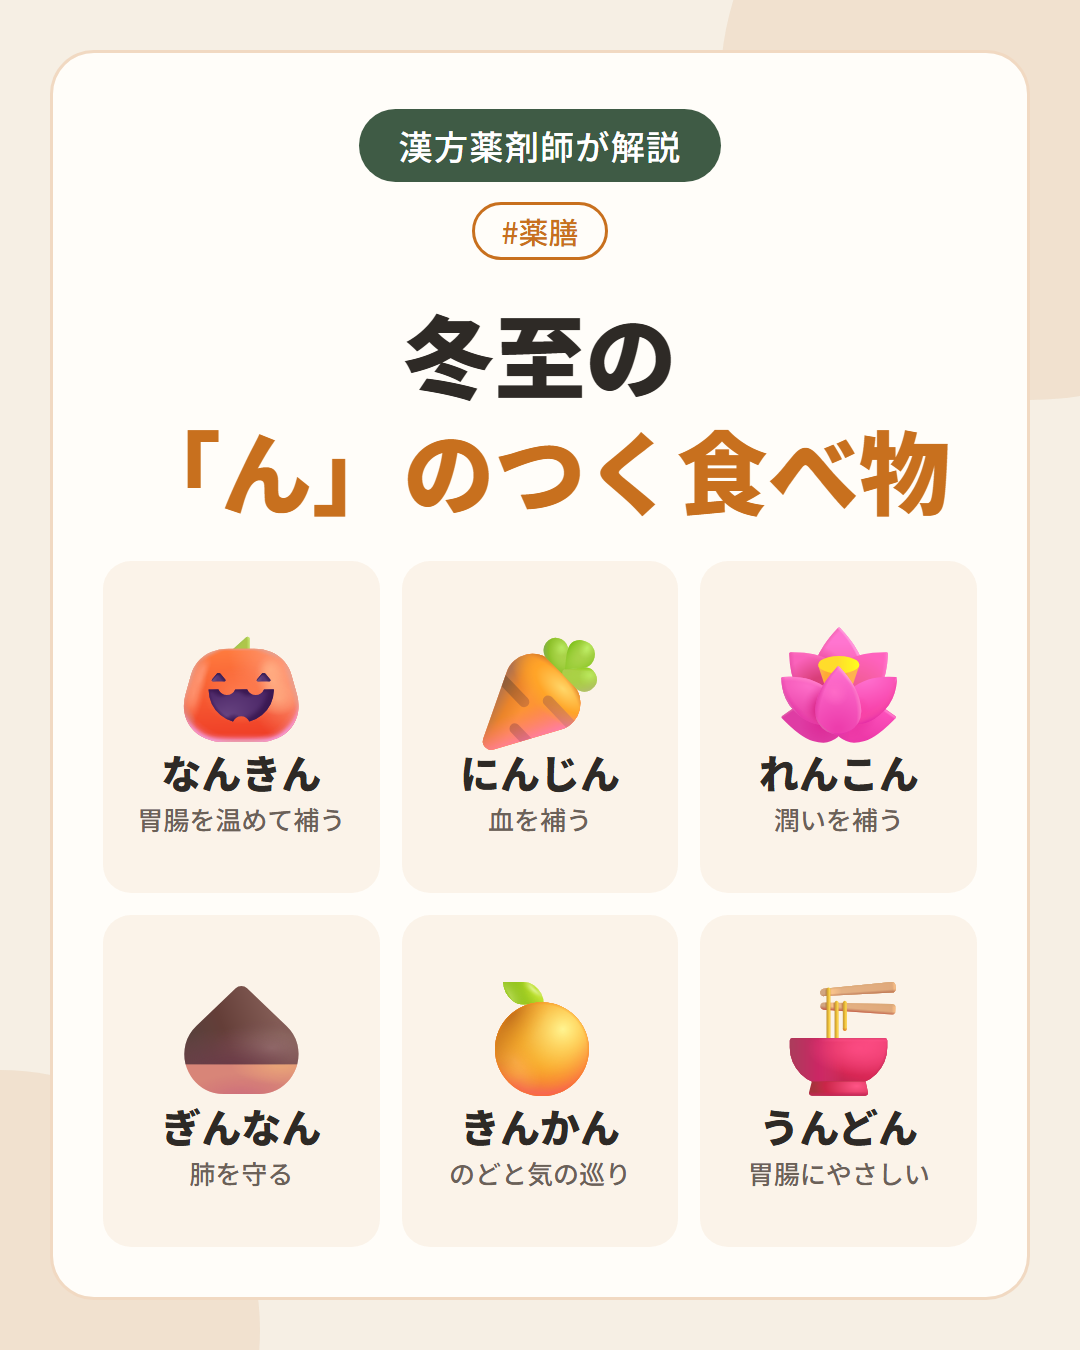 漢方薬剤師が解説
#薬膳
冬至の
「ん」のつく食べ物
なんきん
胃腸を温めて補う
にんじん
血を補う
れんこん
潤いを補う
ぎんなん
肺を守る
きんかん
のどと気の巡り
うんどん
胃腸にやさしい